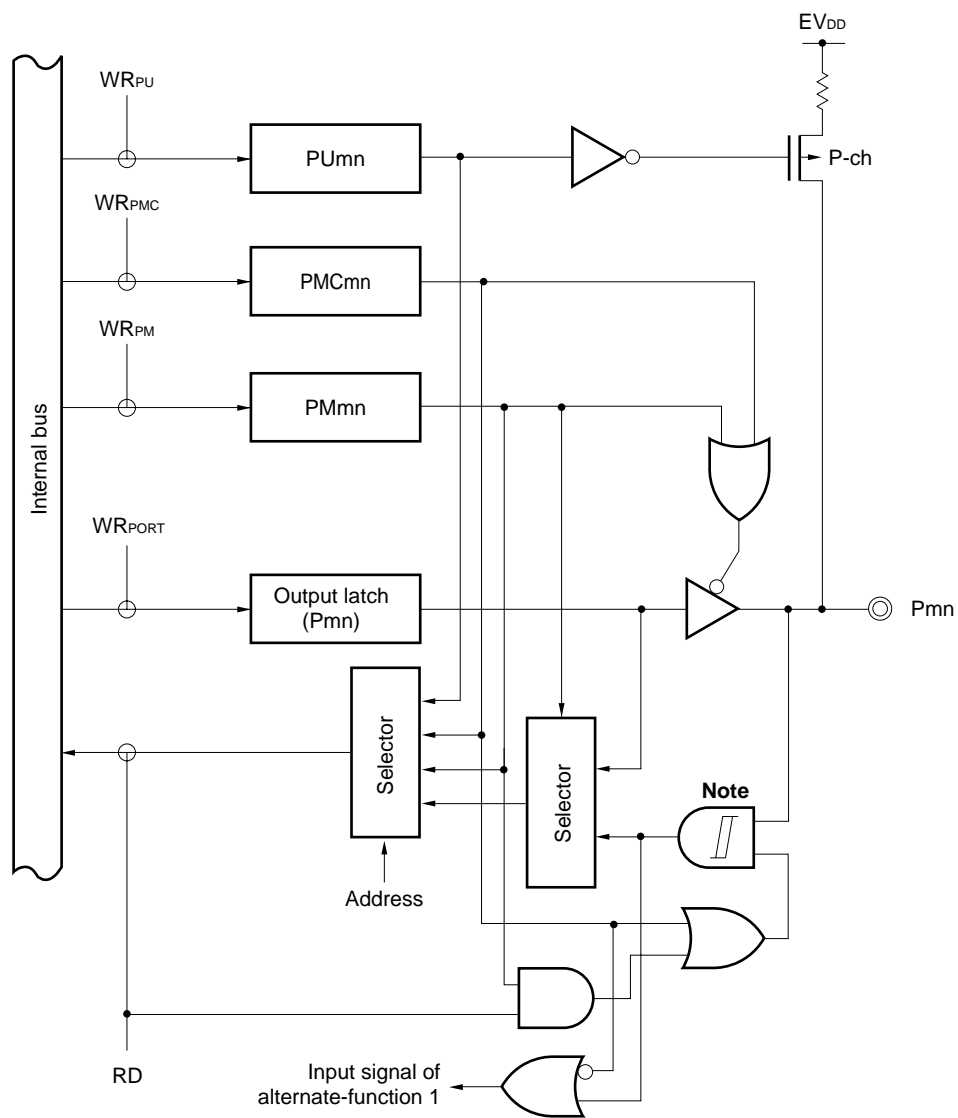 EVDD
WRPU
PUmn
P-ch
WRPMC
PMCmn
WRPM
PMmn
Internal bus
WRPORT
Output latch
(Pmn)
Pmn
Selector
Selector
Note
Address
RD
Input signal of
alternate-function 1